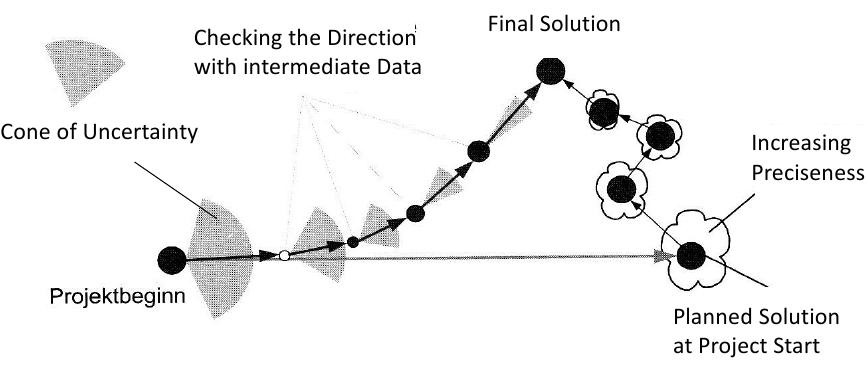 Final Solution
Checking the Direction
with intermediate Data
Cone of Uncertainty
Increasing
Preciseness
Projektbeginn
Planned Solution
at Project Start